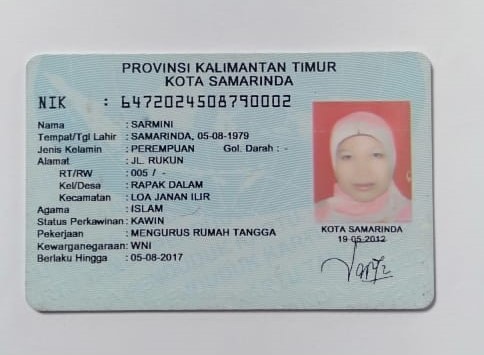 PROVINSI KALIMANTAN TIMUR
KOTA SAMARINDA
NIK : 6472024508790002
Nama : SARMINI
Tempat/Tgl Lahir : SAMARINDA, 05-08-1979
Jenis Kelamin : PEREMPUAN Gol. Darah : -
Alamat : JL. RUKUN
RT/RW : 005 / -
Kel/Desa : RAPAK DALAM
Kecamatan : LOA JANAN ILIR
Agama : ISLAM
Status Perkawinan: KAWIN
Pekerjaan : MENGURUS RUMAH TANGGA
Kewarganegaraan: WNI
Berlaku Hingga : 05-08-2017
KOTA SAMARINDA
19-05-2012